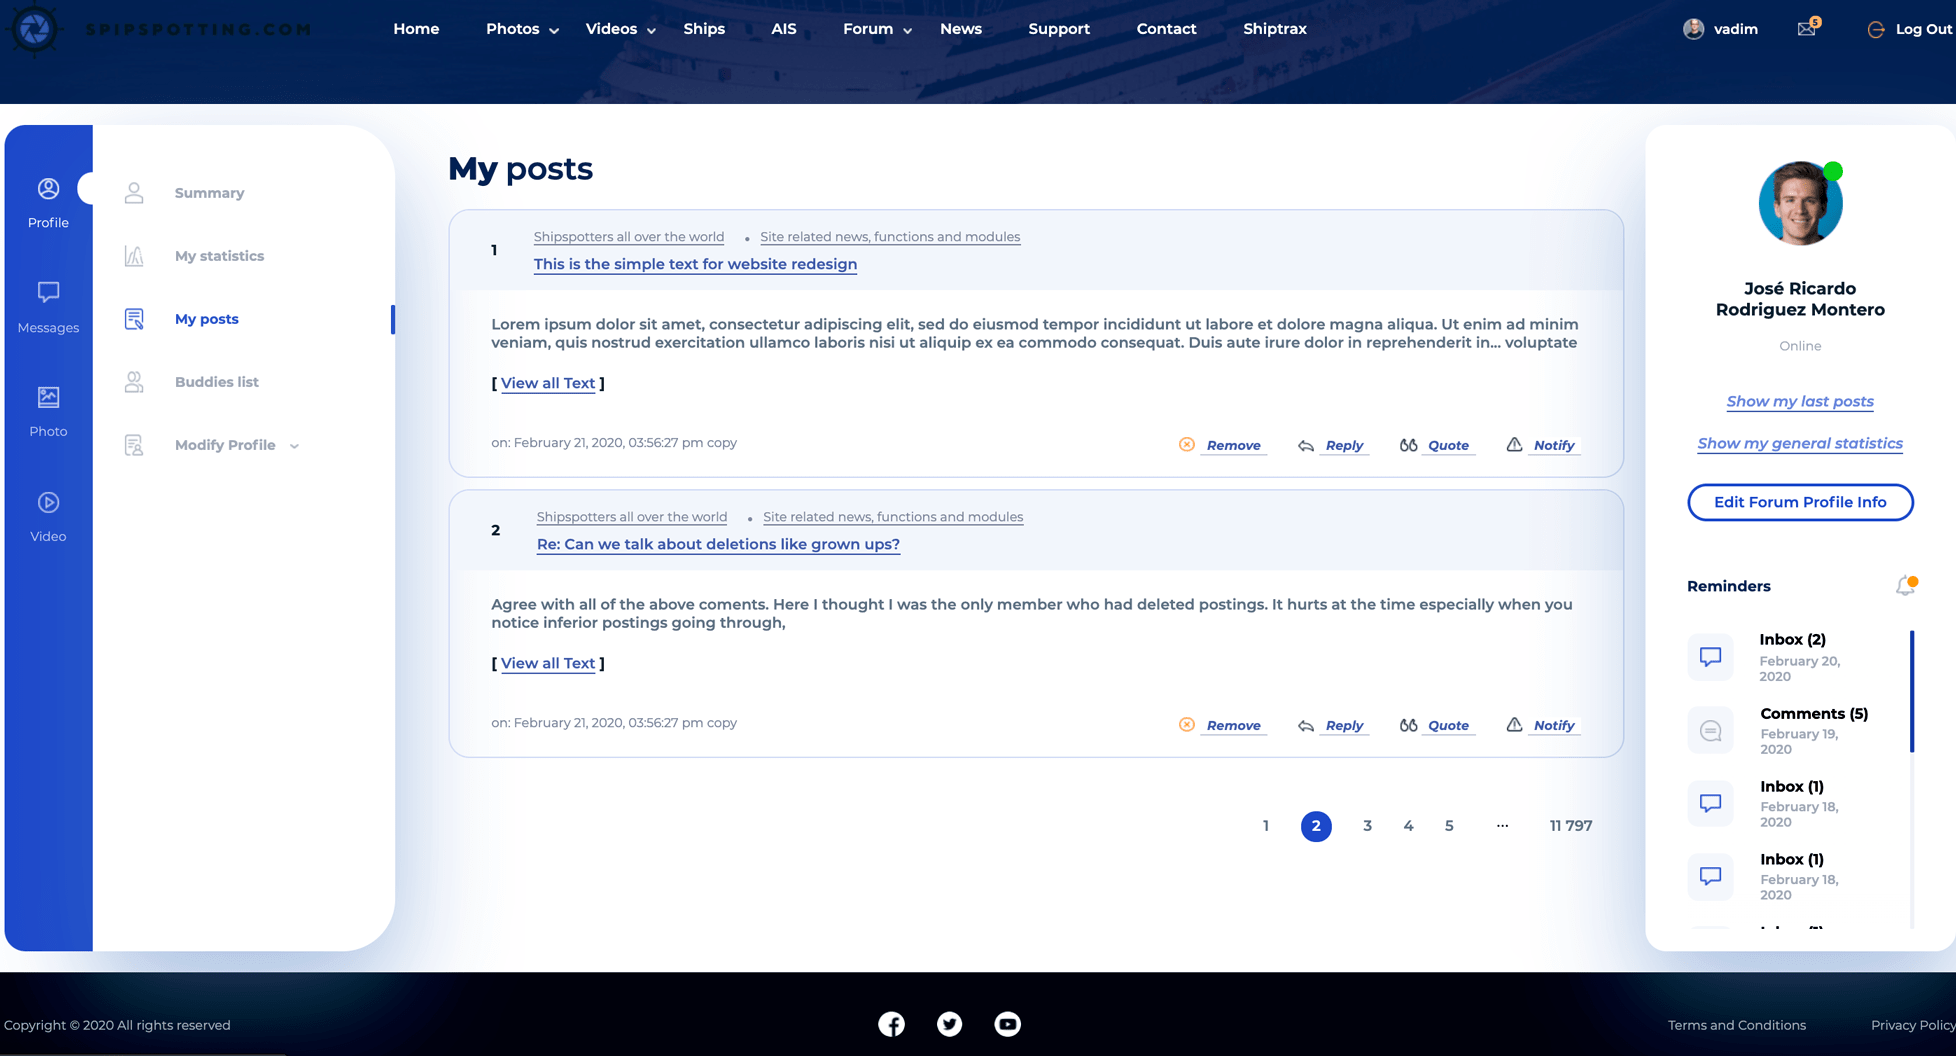 SPIPSPOTTING.COM
Home Photos Videos Ships AIS Forum News Support Contact Shiptrax
vadim 5 Log Out
Profile
Messages
Photo
Video
Summary
My statistics
My posts
Buddies list
Modify Profile
My posts
1
Shipspotters all over the world • Site related news, functions and modules
This is the simple text for website redesign
Lorem ipsum dolor sit amet, consectetur adipiscing elit, sed do eiusmod tempor incididunt ut labore et dolore magna aliqua. Ut enim ad minim
veniam, quis nostrud exercitation ullamco laboris nisi ut aliquip ex ea commodo consequat. Duis aute irure dolor in reprehenderit in... voluptate
[ View all Text ]
on: February 21, 2020, 03:56:27 pm copy
Remove Reply Quote Notify
2
Shipspotters all over the world • Site related news, functions and modules
Re: Can we talk about deletions like grown ups?
Agree with all of the above coments. Here I thought I was the only member who had deleted postings. It hurts at the time especially when you
notice inferior postings going through,
[ View all Text ]
on: February 21, 2020, 03:56:27 pm copy
Remove Reply Quote Notify
1 2 3 4 5 ... 11 797
José Ricardo
Rodriguez Montero
Online
Show my last posts
Show my general statistics
Edit Forum Profile Info
Reminders
Inbox (2)
February 20,
2020
Comments (5)
February 19,
2020
Inbox (1)
February 18,
2020
Inbox (1)
February 18,
2020
Copyright © 2020 All rights reserved
Terms and Conditions
Privacy Policy